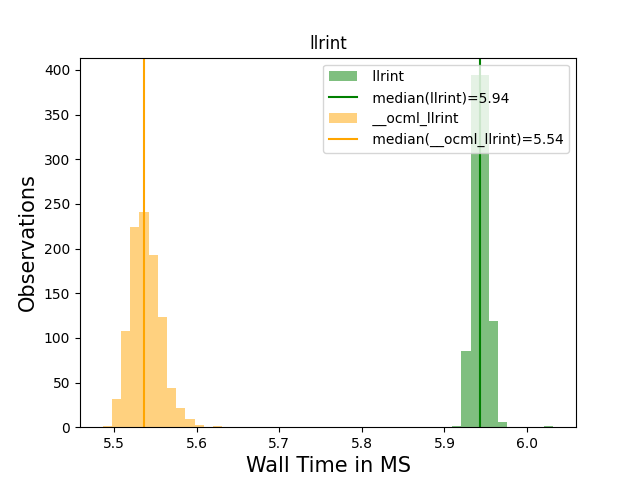 llrint
400
350
300
250
200
150
100
50
0
Observations
llrint
median(llrint)=5.94
__ocml_llrint
median(__ocml_llrint)=5.54
5.5 5.6 5.7 5.8 5.9 6.0
Wall Time in MS